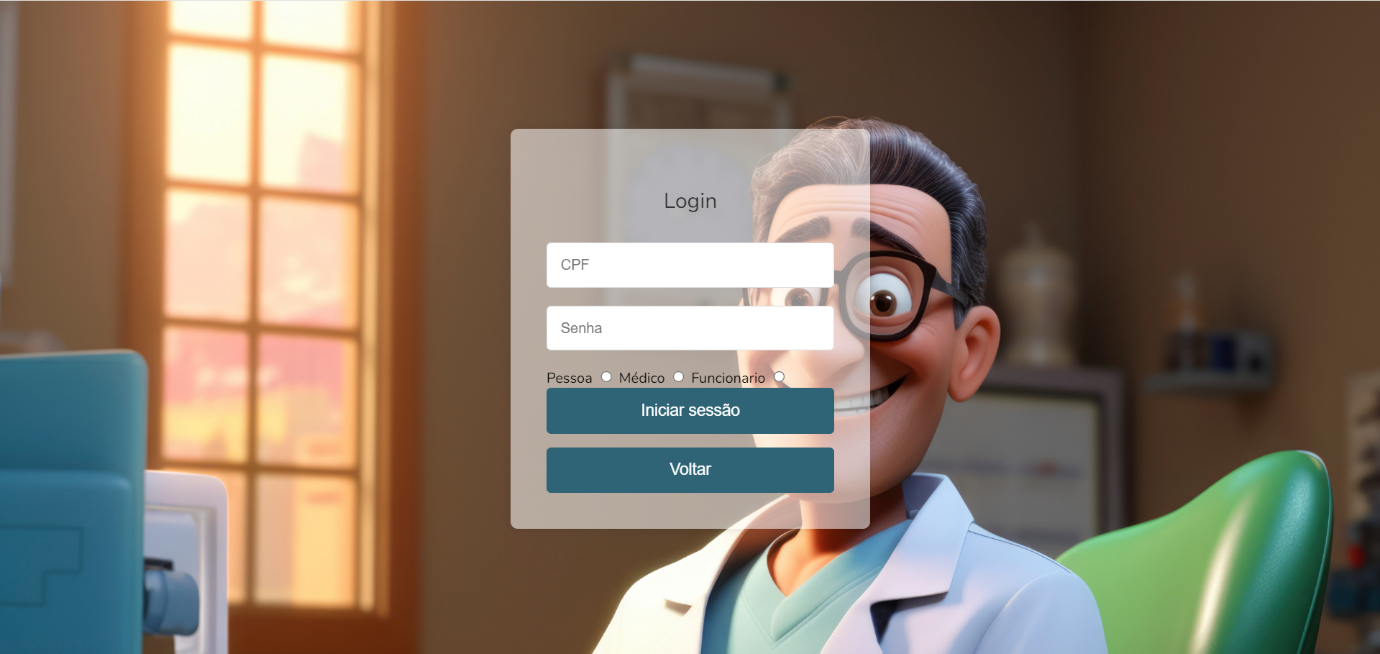 Login
CPF
Senha
Pessoa Médico Funcionario
Iniciar sessão
Voltar